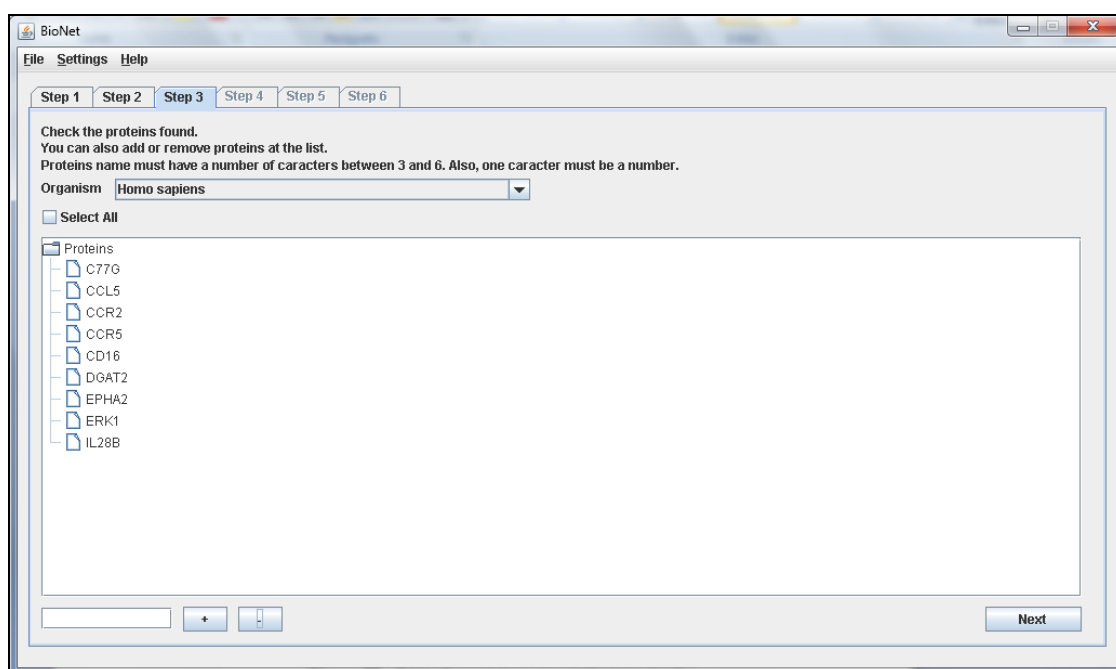 BioNet
File Settings Help
Step 1 Step 2 Step 3 Step 4 Step 5 Step 6
Check the proteins found.
You can also add or remove proteins at the list.
Proteins name must have a number of caracters between 3 and 6. Also, one caracter must be a number.
Organism Homo sapiens
Select All
Proteins
C77G
CCL5
CCR2
CCR5
CD16
DGAT2
EPHA2
ERK1
IL28B
+ - Next